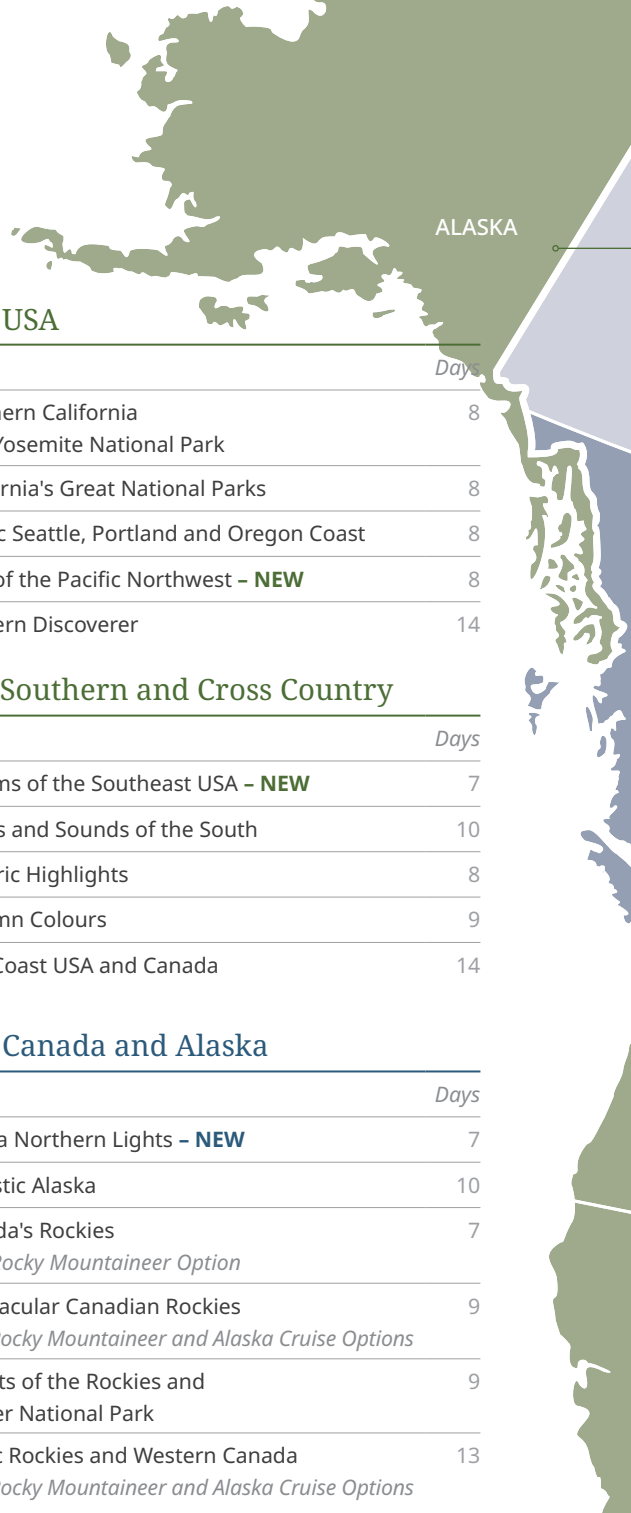 ALASKA
USA
Days
ern California 8
Yosemite National Park
rnia's Great National Parks 8
c Seattle, Portland and Oregon Coast 8
of the Pacific Northwest – NEW 8
ern Discoverer 14
Southern and Cross Country
Days
ms of the Southeast USA – NEW 7
s and Sounds of the South 10
ric Highlights 8
mn Colours 9
Coast USA and Canada 14
Canada and Alaska
Days
a Northern Lights – NEW 7
stic Alaska 10
da's Rockies 7
Rocky Mountaineer Option
acular Canadian Rockies 9
Rocky Mountaineer and Alaska Cruise Options
ts of the Rockies and 9
er National Park
t Rockies and Western Canada 13
Rocky Mountaineer and Alaska Cruise Options